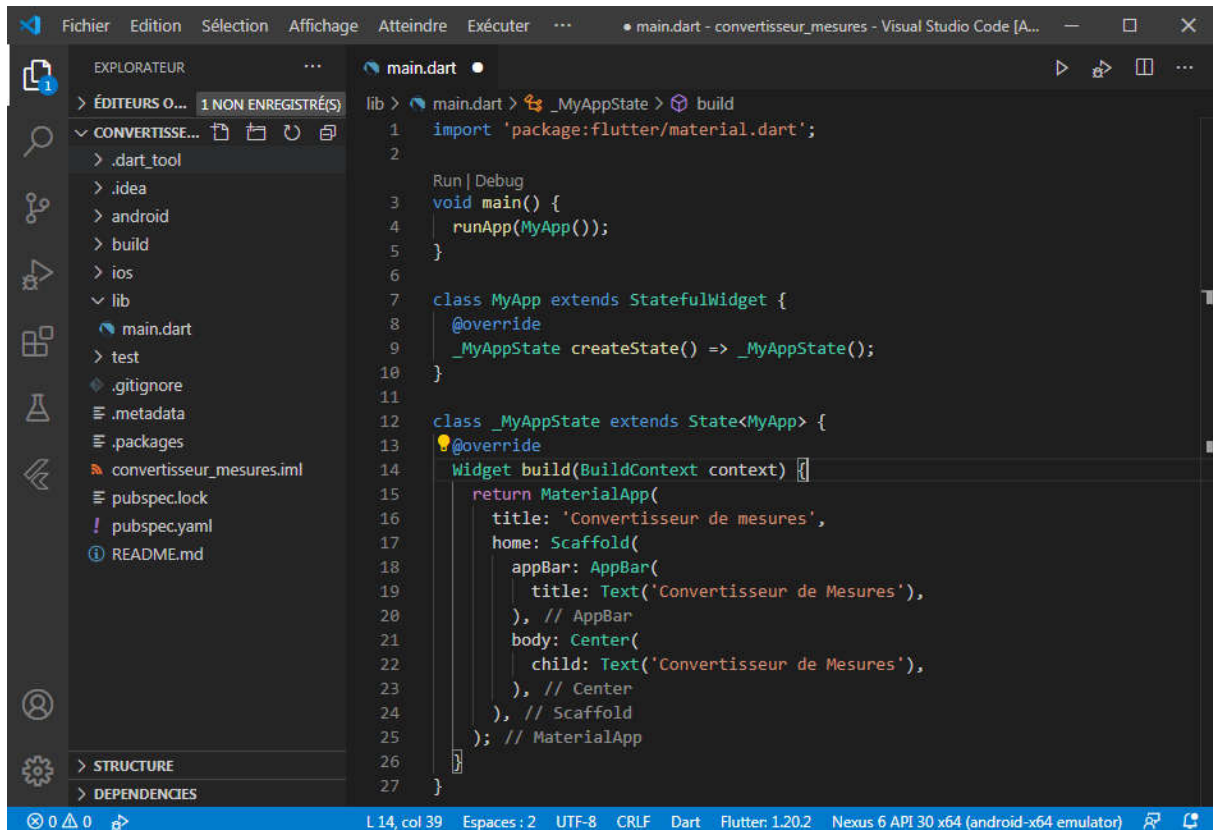 Fichier Edition Sélection Affichage Atteindre Exécuter ··· ● main.dart - convertisseur_mesures - Visual Studio Code [A...
EXPLORATEUR ···
ÉDITEURS O... 1 NON ENREGISTRÉ(S)
CONVERTISSE...
.dart_tool
.idea
android
build
ios
lib
main.dart
test
.gitignore
.metadata
.packages
convertisseur_mesures.iml
pubspec.lock
pubspec.yaml
README.md
STRUCTURE
DEPENDENCIES
1
main.dart ●
lib > main.dart > _MyAppState > build
1 import 'package:flutter/material.dart';
2
Run | Debug
3 void main() {
4   runApp(MyApp());
5 }
6
7 class MyApp extends StatefulWidget {
8   @override
9   _MyAppState createState() => _MyAppState();
10 }
11
12 class _MyAppState extends State<MyApp> {
13   @override
14   Widget build(BuildContext context) {
15     return MaterialApp(
16       title: 'Convertisseur de mesures',
17       home: Scaffold(
18         appBar: AppBar(
19           title: Text('Convertisseur de Mesures'),
20         ), // AppBar
21         body: Center(
22           child: Text('Convertisseur de Mesures'),
23         ), // Center
24       ), // Scaffold
25     ); // MaterialApp
26   }
27 }
0 0 L 14, col 39 Espaces : 2 UTF-8 CRLF Dart Flutter: 1.20.2 Nexus 6 API 30 x64 (android-x64 emulator)